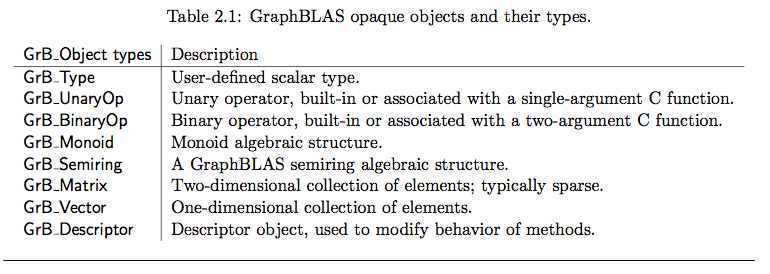 Table 2.1: GraphBLAS opaque objects and their types.
GrB_Object types Description
GrB_Type User-defined scalar type.
GrB_UnaryOp Unary operator, built-in or associated with a single-argument C function.
GrB_BinaryOp Binary operator, built-in or associated with a two-argument C function.
GrB_Monoid Monoid algebraic structure.
GrB_Semiring A GraphBLAS semiring algebraic structure.
GrB_Matrix Two-dimensional collection of elements; typically sparse.
GrB_Vector One-dimensional collection of elements.
GrB_Descriptor Descriptor object, used to modify behavior of methods.